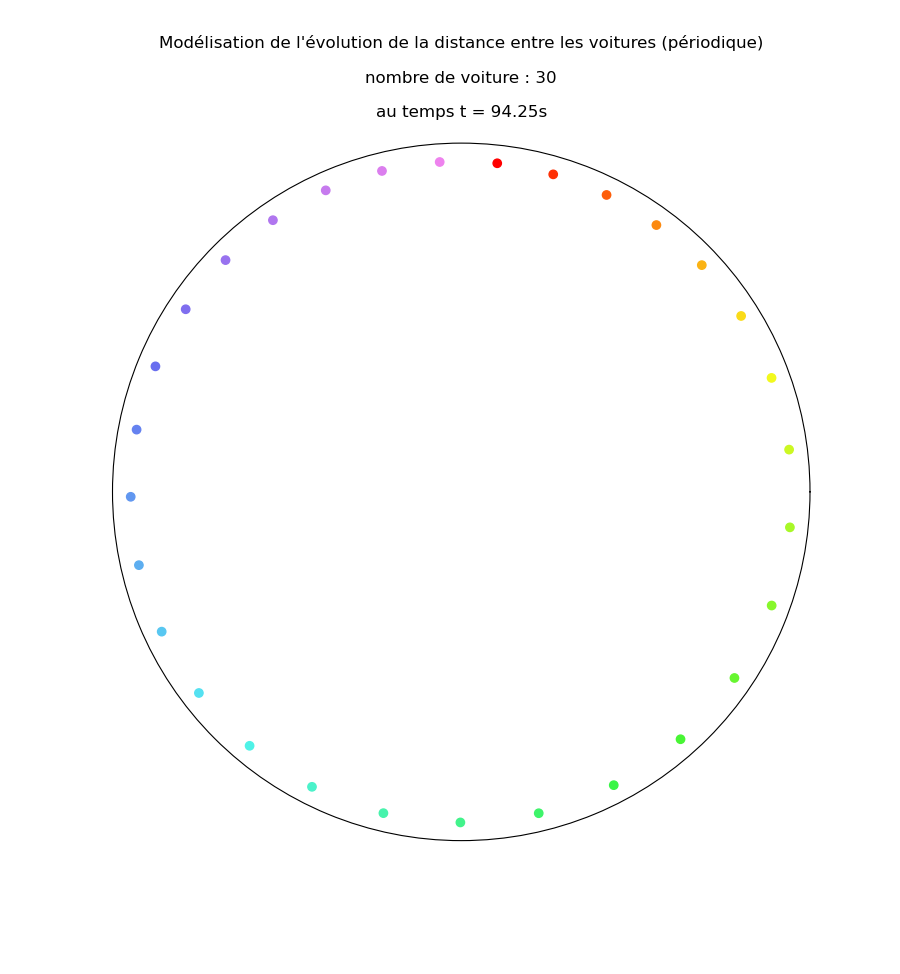 Modélisation de l'évolution de la distance entre les voitures (périodique)
nombre de voiture : 30
au temps t = 94.25s